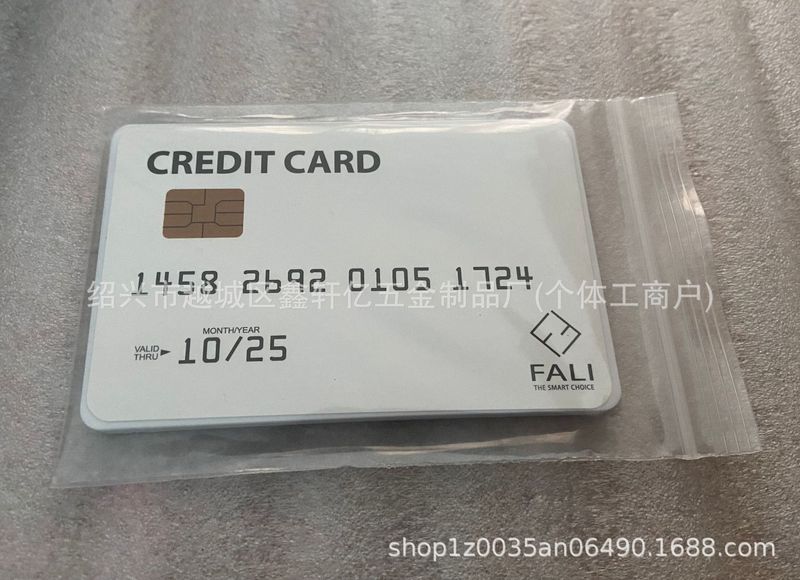 CREDIT CARD
1458 2692 0105 1724
绍兴市越城区鑫轩亿五金制品厂(个体工商户)
MONTH/YEAR
VALID THRU 10/25
FALI
THE SMART CHOICE
shop1z0035an06490.1688.com